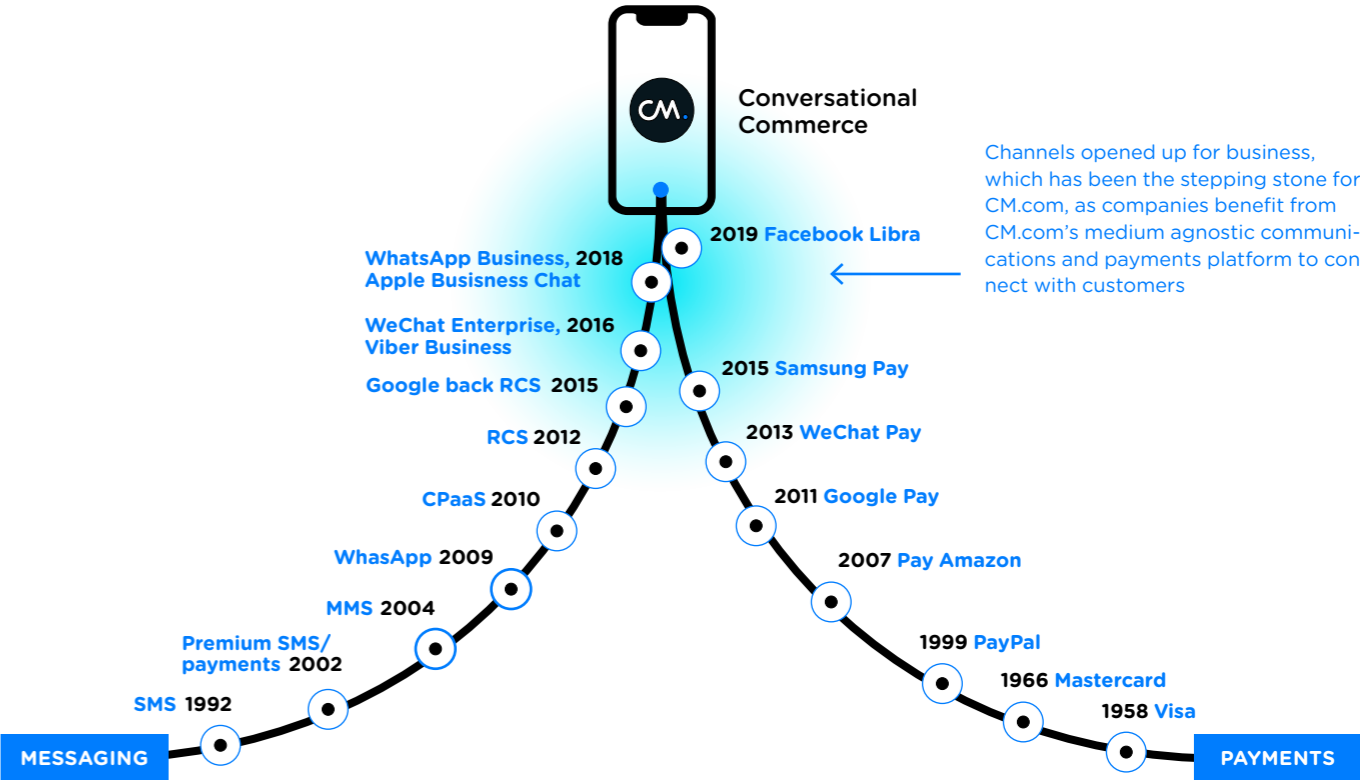 CM.
Conversational
Commerce
Channels opened up for business,
which has been the stepping stone for
CM.com, as companies benefit from
CM.com’s medium agnostic communi-
cations and payments platform to con-
nect with customers
2019 Facebook Libra
WhatsApp Business, 2018
Apple Busisness Chat
WeChat Enterprise, 2016
Viber Business
2015 Samsung Pay
Google back RCS 2015
2013 WeChat Pay
RCS 2012
CPaaS 2010
2011 Google Pay
WhasApp 2009
2007 Pay Amazon
MMS 2004
Premium SMS/
payments 2002
1999 PayPal
1966 Mastercard
SMS 1992
1958 Visa
MESSAGING
PAYMENTS